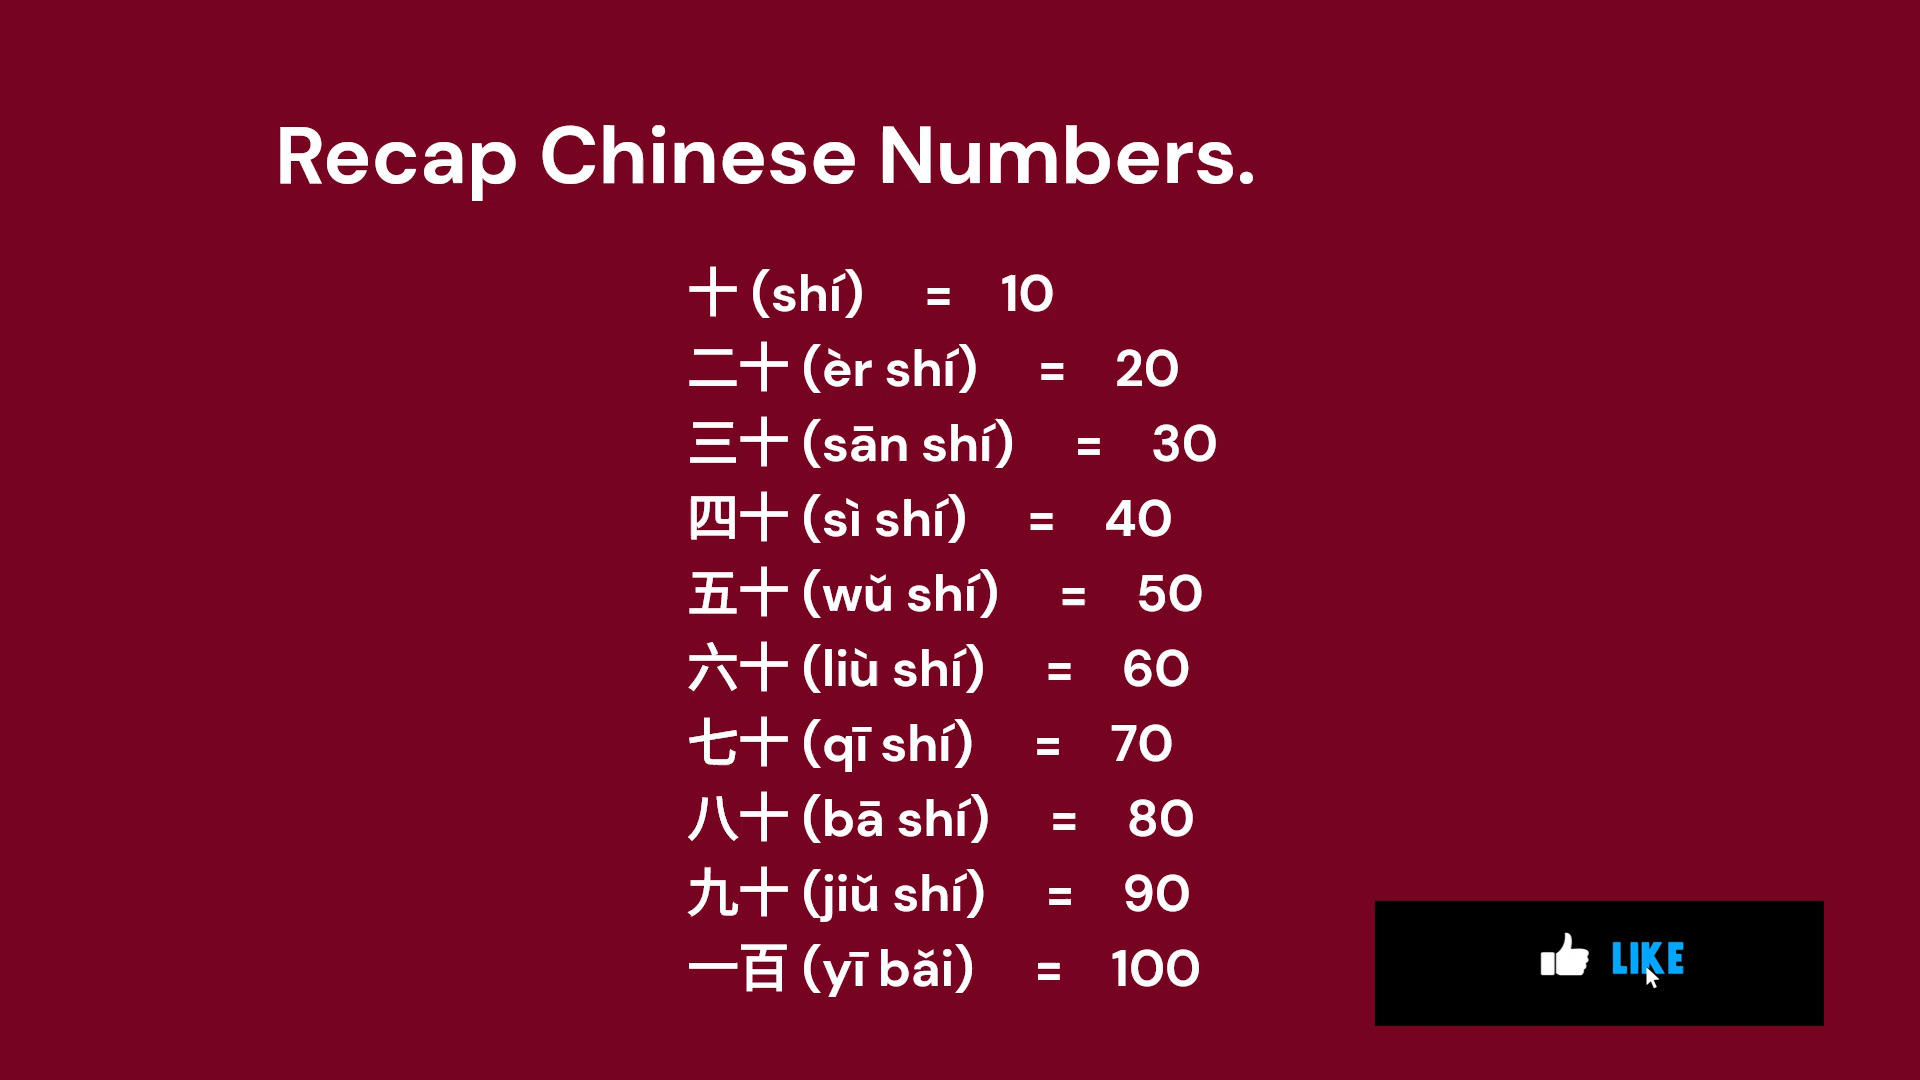 Recap Chinese Numbers.
十 (shí) = 10
二十 (èr shí) = 20
三十 (sān shí) = 30
四十 (sì shí) = 40
五十 (wǔ shí) = 50
六十 (liù shí) = 60
七十 (qī shí) = 70
八十 (bā shí) = 80
九十 (jiǔ shí) = 90
一百 (yī bǎi) = 100
LIKE